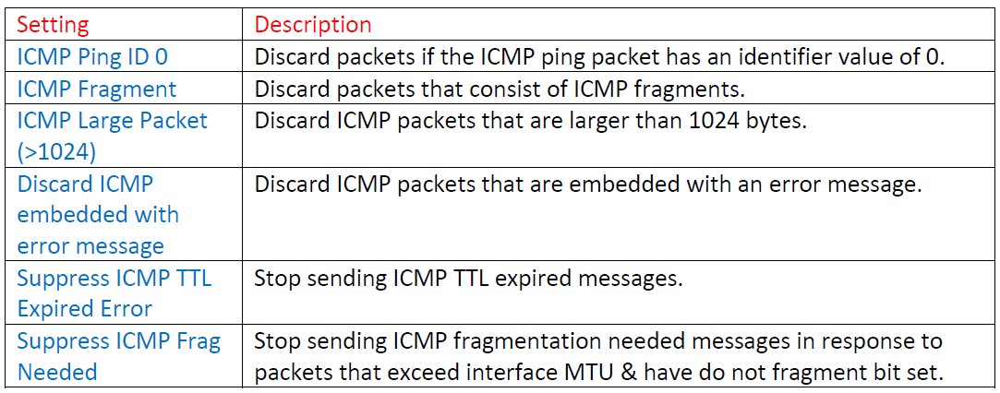 Setting Description
ICMP Ping ID 0 Discard packets if the ICMP ping packet has an identifier value of 0.
ICMP Fragment Discard packets that consist of ICMP fragments.
ICMP Large Packet Discard ICMP packets that are larger than 1024 bytes.
(>1024)
Discard ICMP Discard ICMP packets that are embedded with an error message.
embedded with
error message
Suppress ICMP TTL Stop sending ICMP TTL expired messages.
Expired Error
Suppress ICMP Frag Stop sending ICMP fragmentation needed messages in response to
Needed packets that exceed interface MTU & have do not fragment bit set.